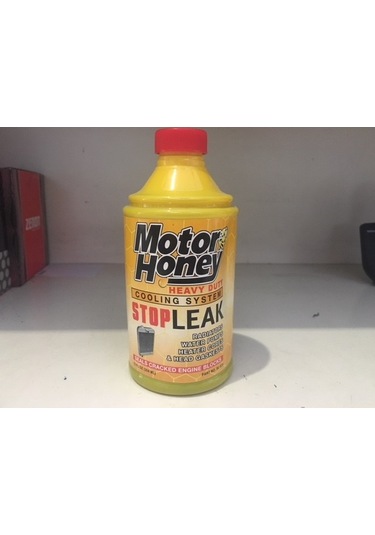 Motor
Honey
HEAVY DUTY
COOLING SYSTEM
STOPLEAK
RADIATORS
WATER PUMPS
HEATER CORES
& HEAD GASKETS
SEALS CRACKED ENGINE BLOCKS